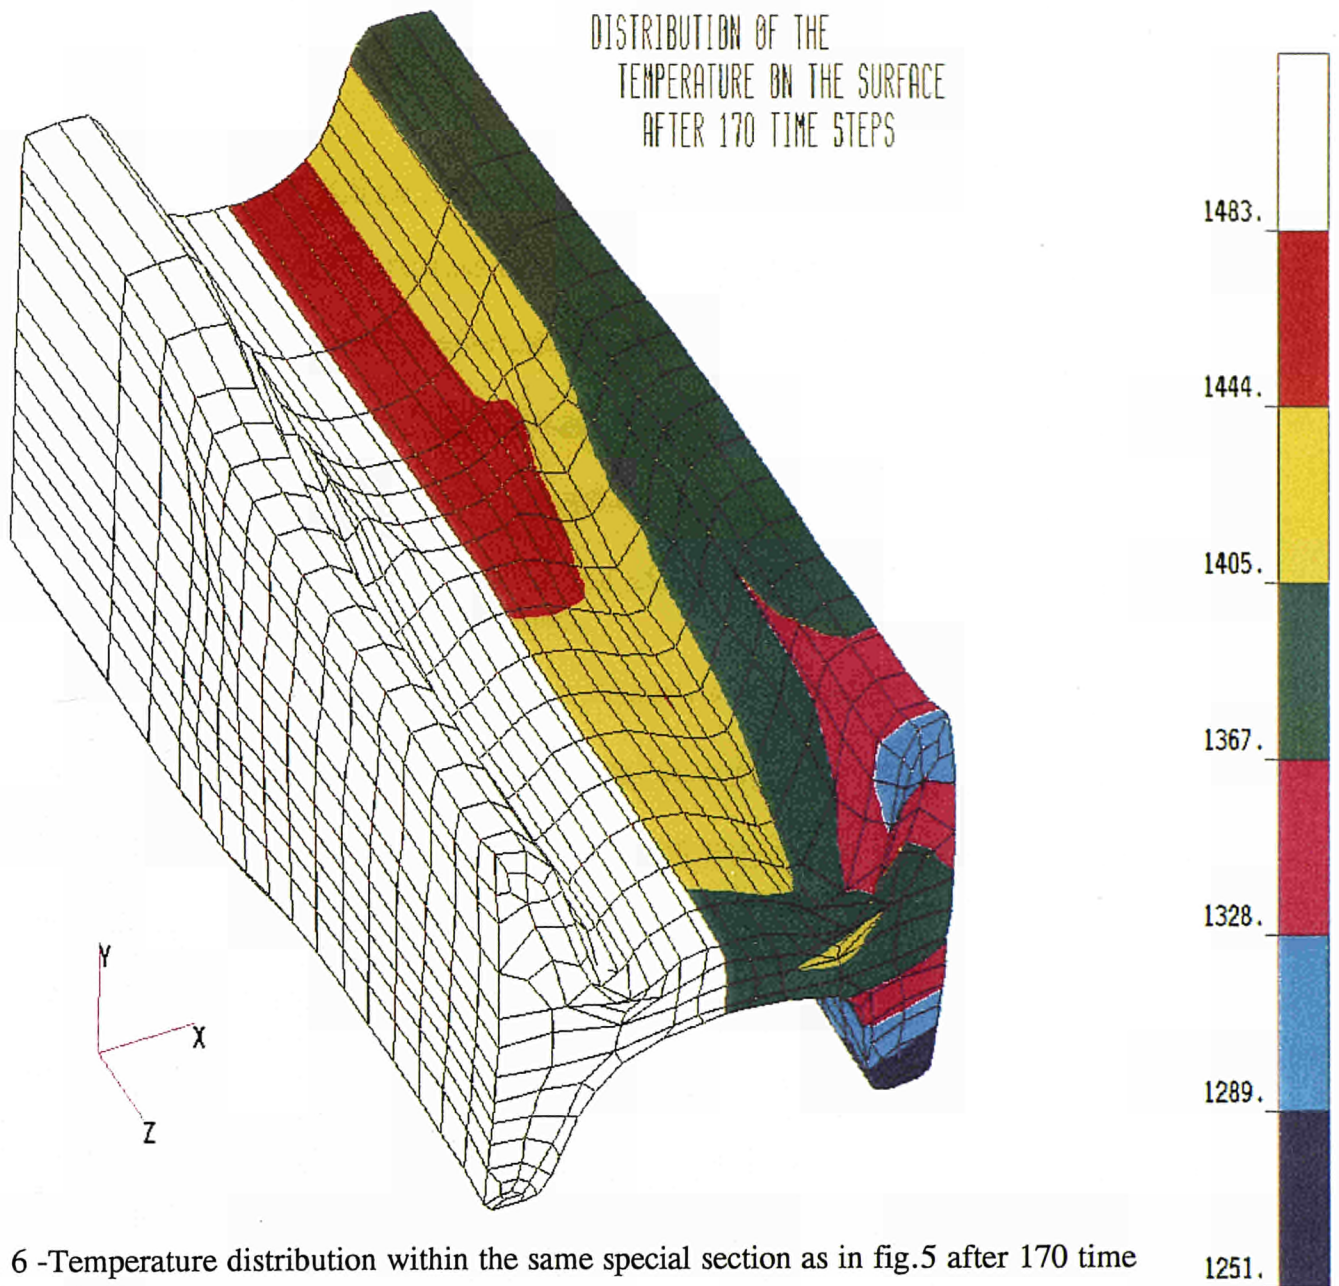 DISTRIBUTION OF THE
TEMPERATURE ON THE SURFACE
AFTER 170 TIME STEPS
1483.
1444.
1405.
1367.
1328.
1289.
1251.
Y
X
Z
6 -Temperature distribution within the same special section as in fig.5 after 170 time